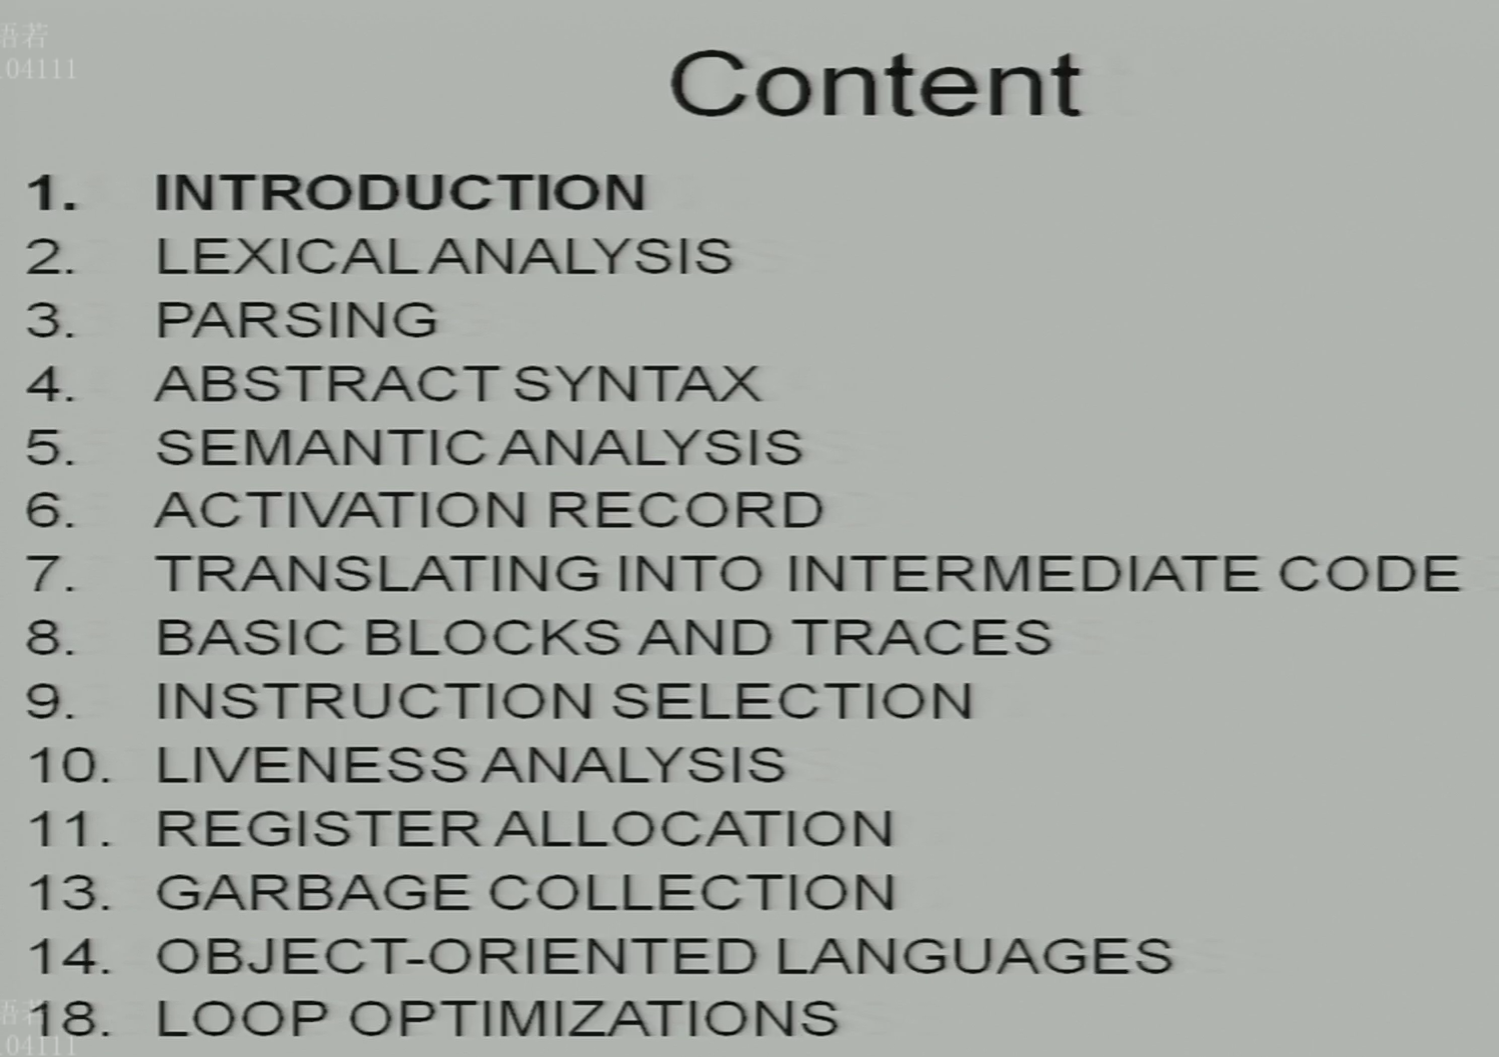 语若
04111
Content
1. INTRODUCTION
2. LEXICAL ANALYSIS
3. PARSING
4. ABSTRACT SYNTAX
5. SEMANTIC ANALYSIS
6. ACTIVATION RECORD
7. TRANSLATING INTO INTERMEDIATE CODE
8. BASIC BLOCKS AND TRACES
9. INSTRUCTION SELECTION
10. LIVENESS ANALYSIS
11. REGISTER ALLOCATION
13. GARBAGE COLLECTION
14. OBJECT-ORIENTED LANGUAGES
18. LOOP OPTIMIZATIONS
04111